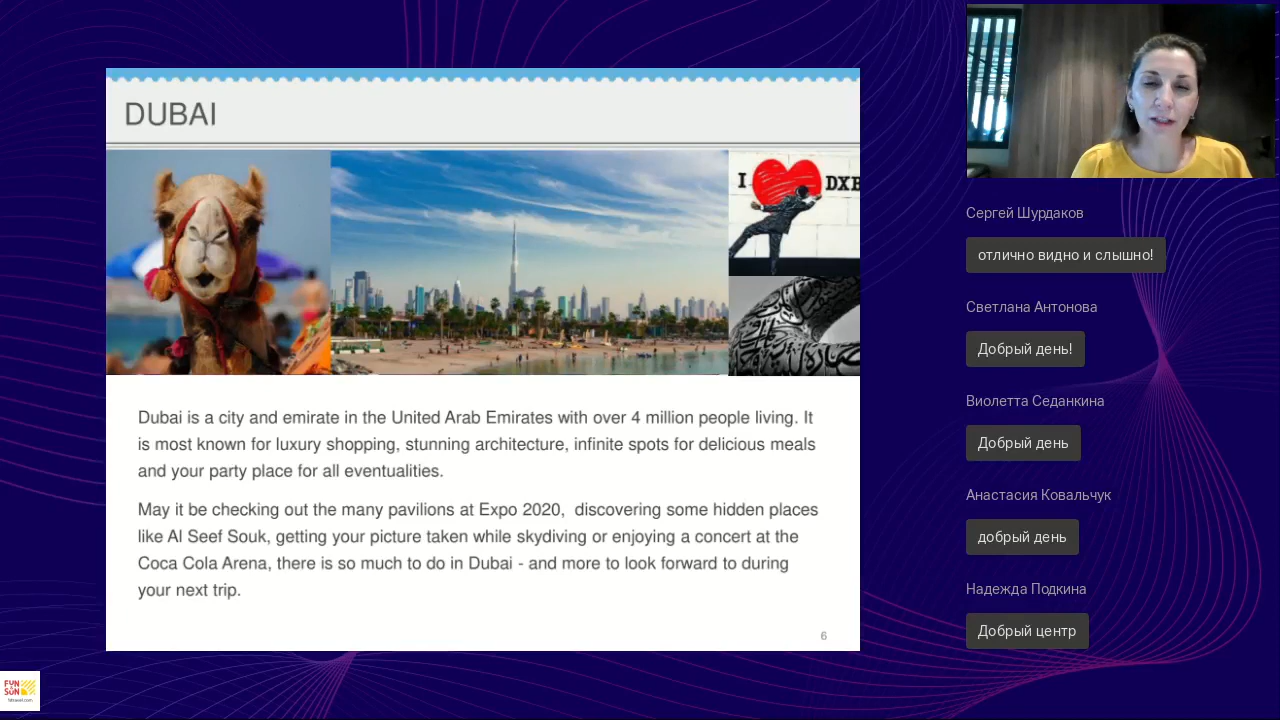 DUBAI
I
DXB
Dubai is a city and emirate in the United Arab Emirates with over 4 million people living. It
is most known for luxury shopping, stunning architecture, infinite spots for delicious meals
and your party place for all eventualities.
May it be checking out the many pavilions at Expo 2020,  discovering some hidden places
like Al Seef Souk, getting your picture taken while skydiving or enjoying a concert at the
Coca Cola Arena, there is so much to do in Dubai - and more to look forward to during
your next trip.
6
Сергей Шурдаков
отлично видно и слышно!
Светлана Антонова
Добрый день!
Виолетта Седанкина
Добрый день
Анастасия Ковальчук
добрый день
Надежда Подкина
Добрый центр
FUN
SUN